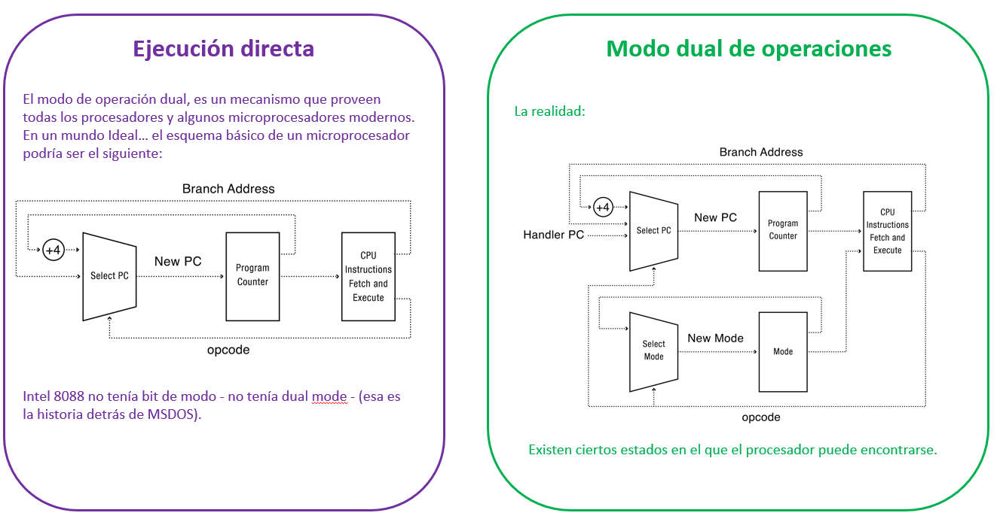 Ejecución directa
El modo de operación dual, es un mecanismo que proveen
todas los procesadores y algunos microprocesadores modernos.
En un mundo Ideal... el esquema básico de un microprocesador
podría ser el siguiente:
Branch Address
+4
Select PC
New PC
Program
Counter
CPU
Instructions
Fetch and
Execute
opcode
Intel 8088 no tenía bit de modo - no tenía dual mode - (esa es
la historia detrás de MSDOS).
Modo dual de operaciones
La realidad:
Branch Address
+4
Handler PC
Select PC
New PC
Program
Counter
CPU
Instructions
Fetch and
Execute
Select
Mode
New Mode
Mode
opcode
Existen ciertos estados en el que el procesador puede encontrarse.